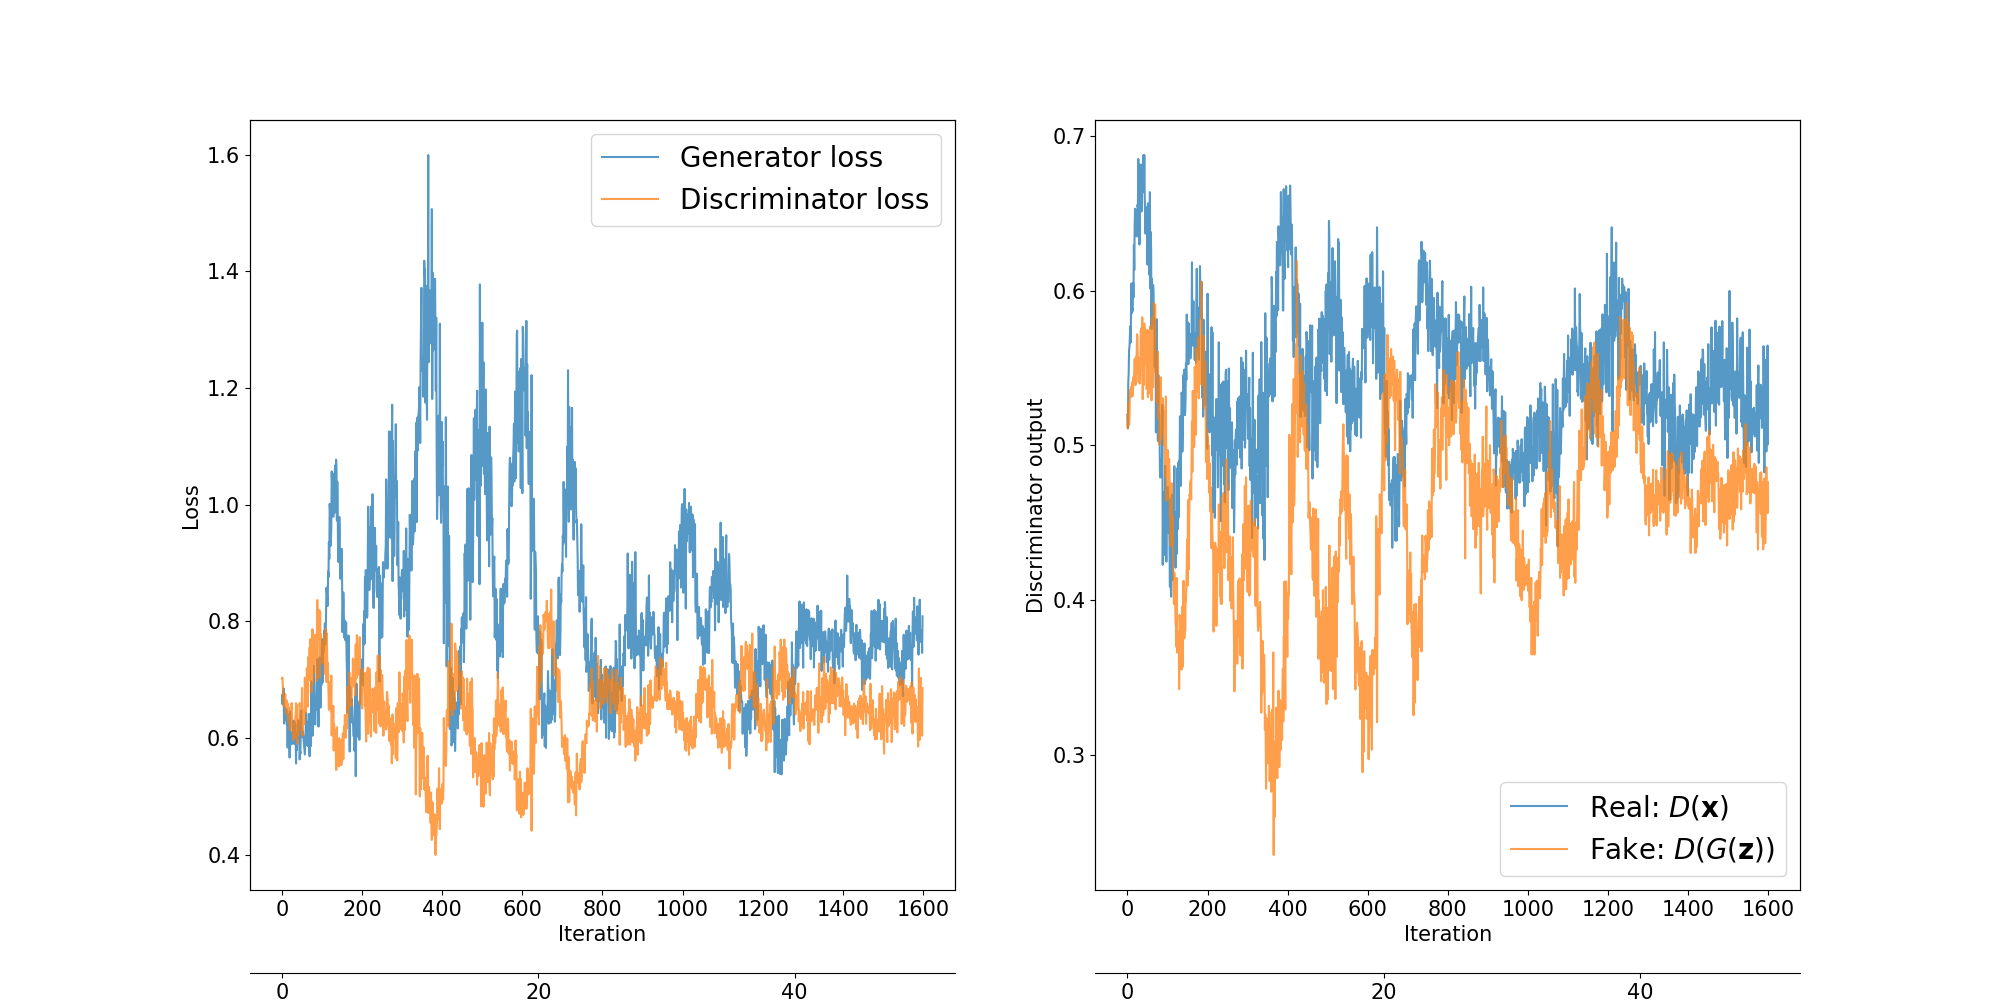 Generator loss
Discriminator loss
1.6
1.4
1.2
1.0
0.8
0.6
0.4
Loss
0 200 400 600 800 1000 1200 1400 1600
Iteration
0 20 40
0.7
0.6
0.5
0.4
0.3
Discriminator output
Real: D(x)
Fake: D(G(z))
0 200 400 600 800 1000 1200 1400 1600
Iteration
0 20 40